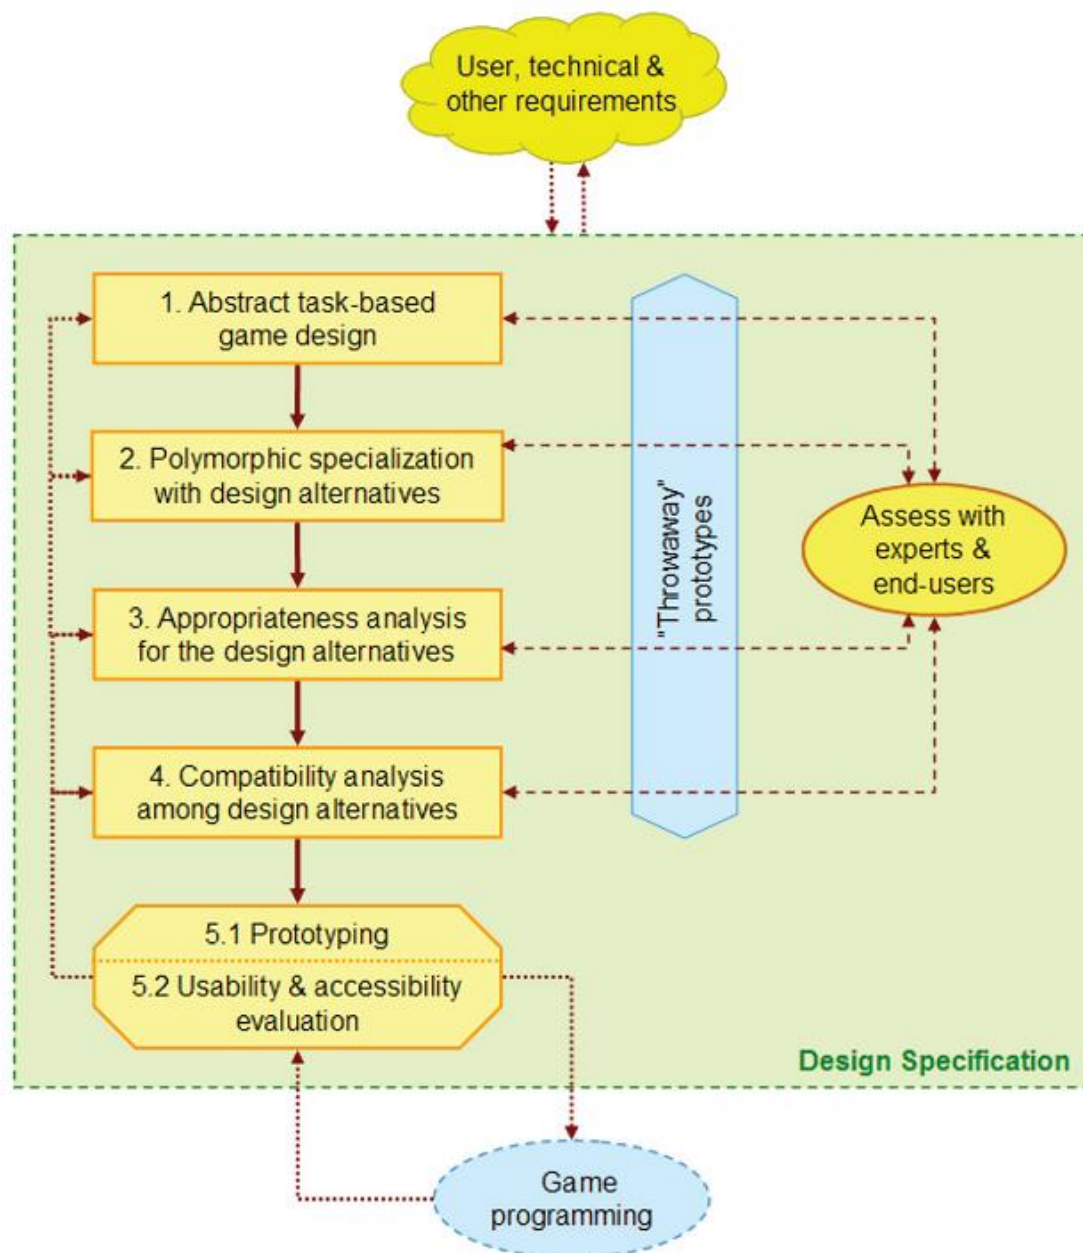 User, technical &
other requirements
1. Abstract task-based
game design
2. Polymorphic specialization
with design alternatives
3. Appropriateness analysis
for the design alternatives
4. Compatibility analysis
among design alternatives
5.1 Prototyping
5.2 Usability & accessibility
evaluation
"Throwaway"
prototypes
Assess with
experts &
end-users
Design Specification
Game
programming